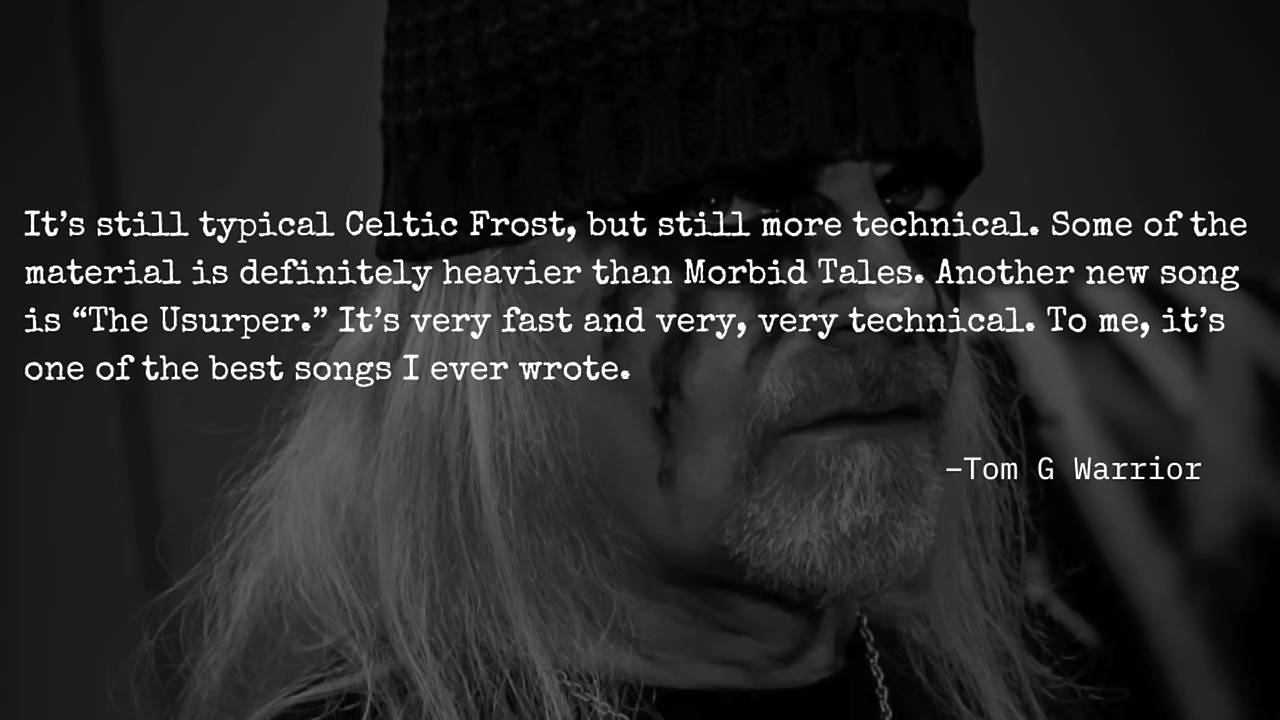 It’s still typical Celtic Frost, but still more technical. Some of the
material is definitely heavier than Morbid Tales. Another new song
is “The Usurper.” It’s very fast and very, very technical. To me, it’s
one of the best songs I ever wrote.
–Tom G Warrior